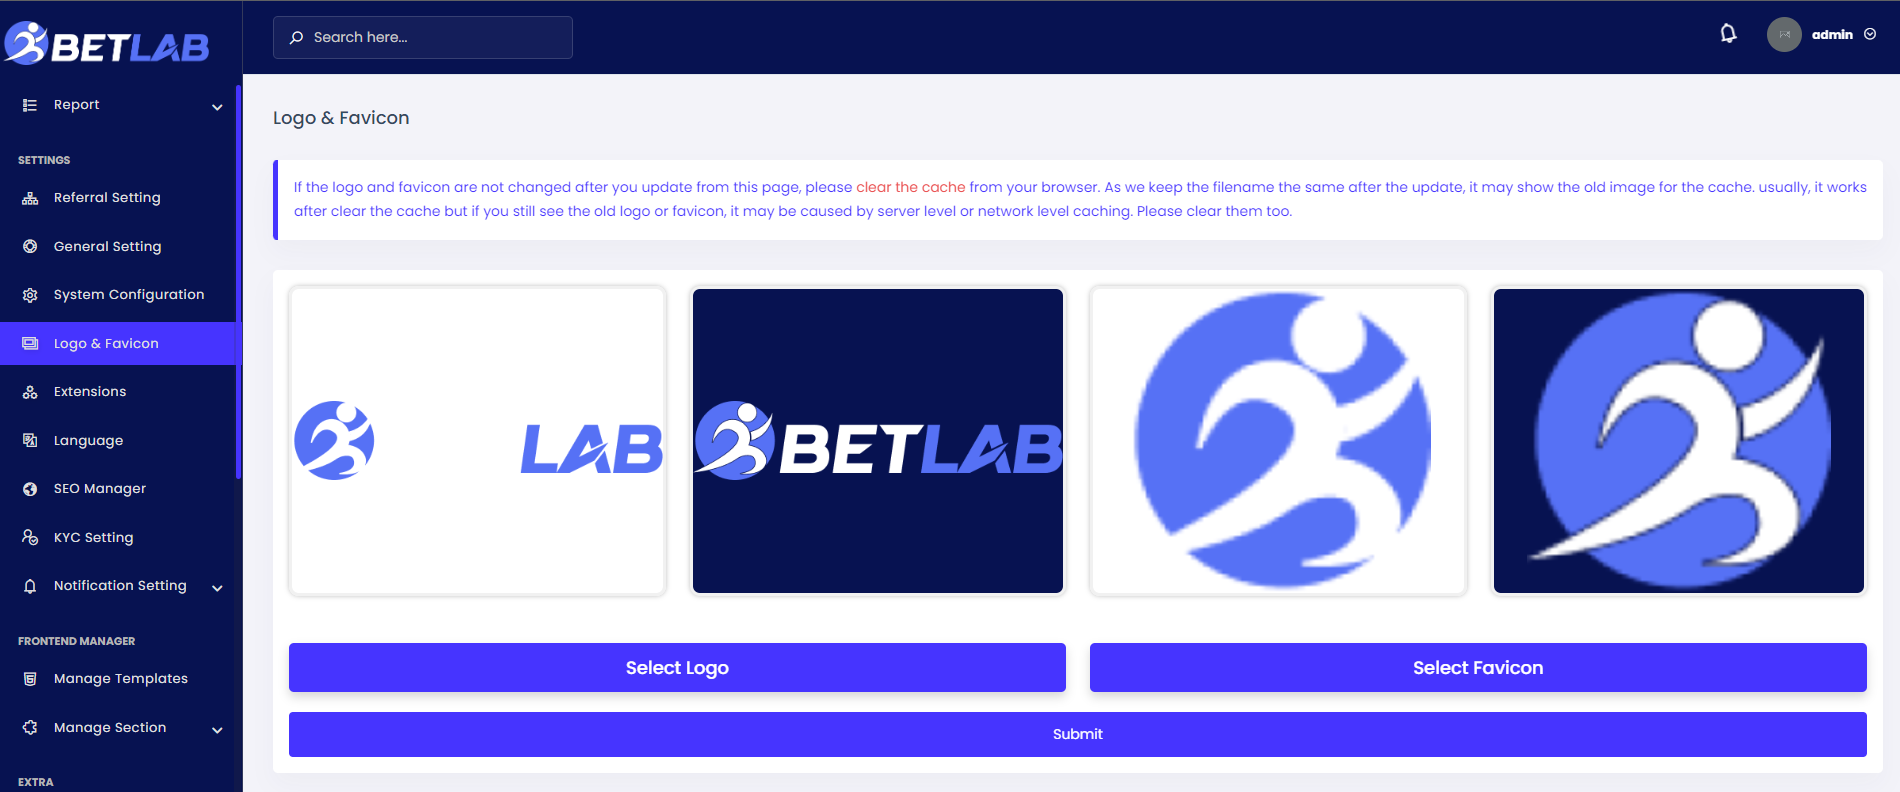 BETLAB
Search here...
admin
Report
SETTINGS
Referral Setting
General Setting
System Configuration
Logo & Favicon
Extensions
Language
SEO Manager
KYC Setting
Notification Setting
FRONTEND MANAGER
Manage Templates
Manage Section
EXTRA
Logo & Favicon
If the logo and favicon are not changed after you update from this page, please clear the cache from your browser. As we keep the filename the same after the update, it may show the old image for the cache. usually, it works
after clear the cache but if you still see the old logo or favicon, it may be caused by server level or network level caching. Please clear them too.
LAB
BETLAB
Select Logo
Select Favicon
Submit